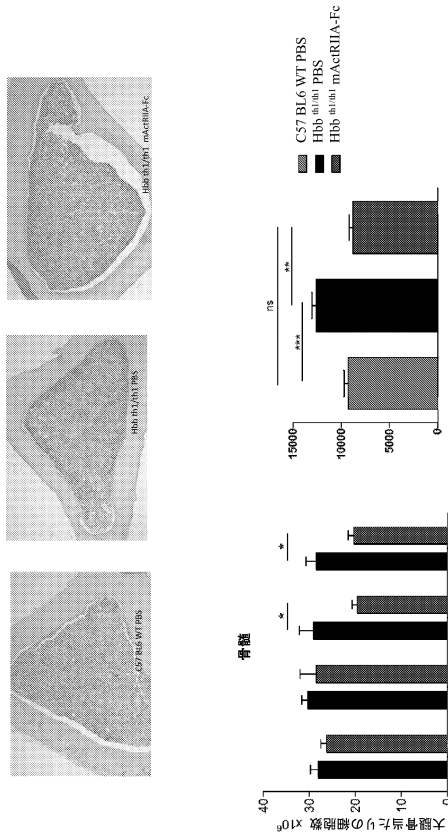 C57 BL6 WT PBS
Hbb th1/th1 PBS
Hbb th1/th1 mActRIIA-Fc
骨髄
大腿骨当たりの細胞数 x10⁶
40
30
20
10
0
*
*
15000
10000
5000
0
ns
***
**
C57 BL6 WT PBS
Hbb th1/th1 PBS
Hbb th1/th1 mActRIIA-Fc